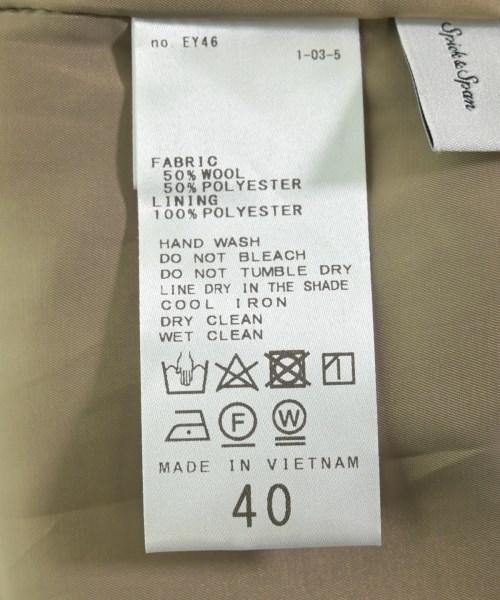 no. EY46
1-03-5
Spick & Span
FABRIC
50% WOOL
50% POLYESTER
LINING
100% POLYESTER
HAND WASH
DO NOT BLEACH
DO NOT TUMBLE DRY
LINE DRY IN THE SHADE
COOL IRON
DRY CLEAN
WET CLEAN
F W
MADE IN VIETNAM
40